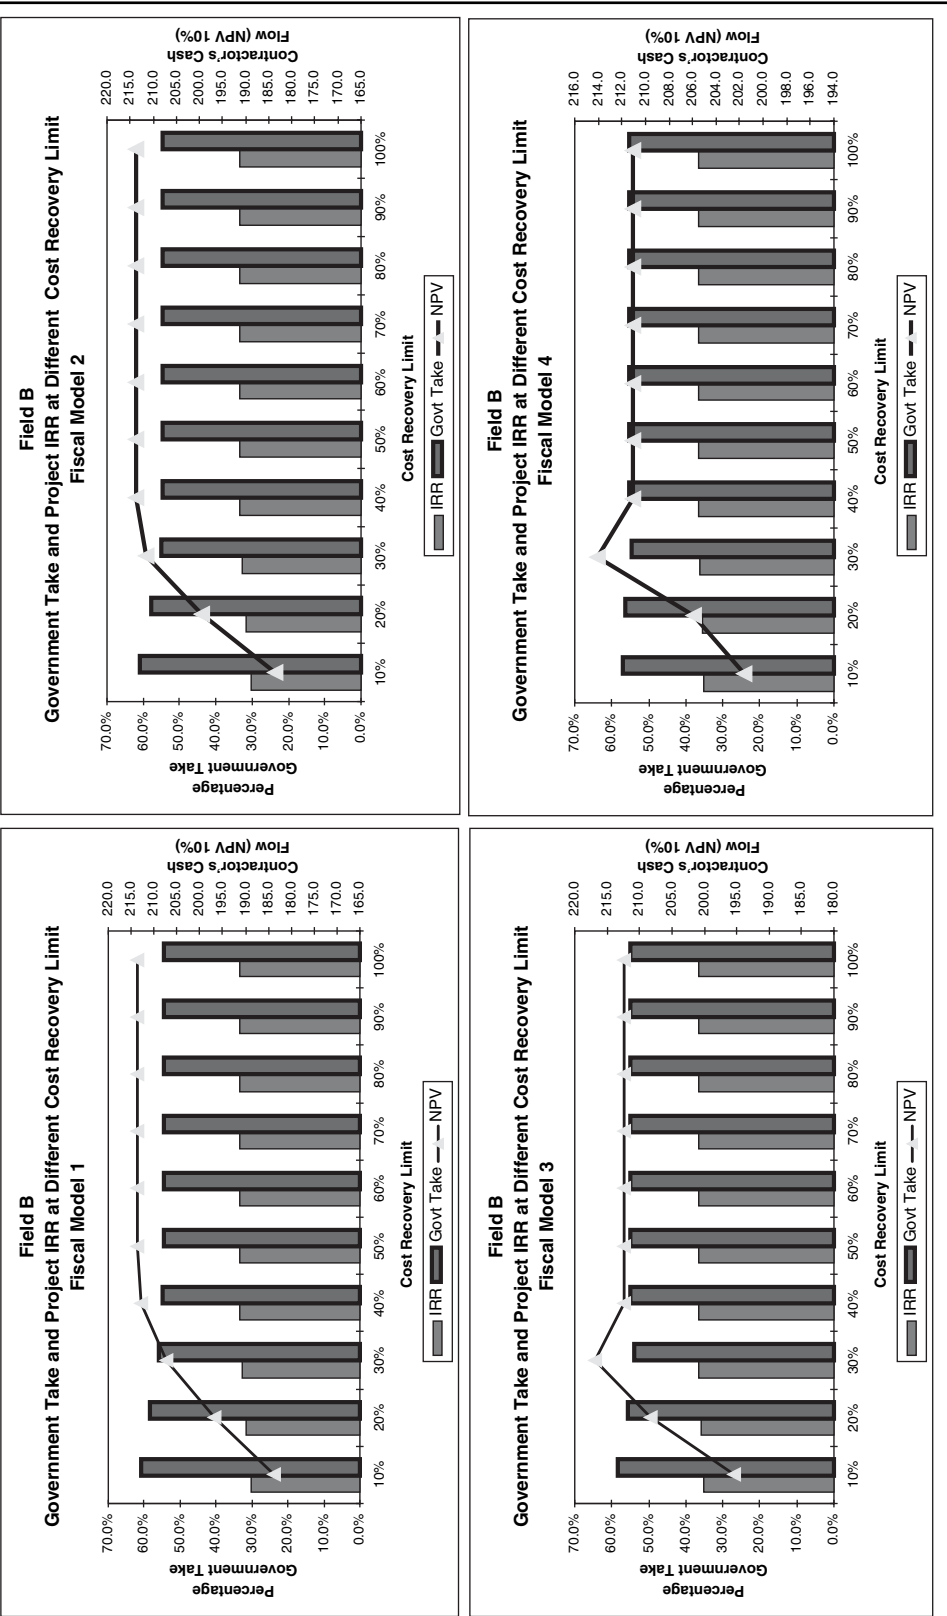 Field B
Government Take and Project IRR at Different Cost Recovery Limit
Fiscal Model 1
Percentage
Government Take
70.0%
60.0%
50.0%
40.0%
30.0%
20.0%
10.0%
0.0%
Contractor's Cash
Flow (NPV 10%)
220.0
215.0
210.0
205.0
200.0
195.0
190.0
185.0
180.0
175.0
170.0
165.0
10% 20% 30% 40% 50% 60% 70% 80% 90% 100%
Cost Recovery Limit
IRR Govt Take NPV
Field B
Government Take and Project IRR at Different Cost Recovery Limit
Fiscal Model 2
Percentage
Government Take
70.0%
60.0%
50.0%
40.0%
30.0%
20.0%
10.0%
0.0%
Contractor's Cash
Flow (NPV 10%)
220.0
215.0
210.0
205.0
200.0
195.0
190.0
185.0
180.0
175.0
170.0
165.0
10% 20% 30% 40% 50% 60% 70% 80% 90% 100%
Cost Recovery Limit
IRR Govt Take NPV
Field B
Government Take and Project IRR at Different Cost Recovery Limit
Fiscal Model 3
Percentage
Government Take
70.0%
60.0%
50.0%
40.0%
30.0%
20.0%
10.0%
0.0%
Contractor's Cash
Flow (NPV 10%)
220.0
215.0
210.0
205.0
200.0
195.0
190.0
185.0
180.0
10% 20% 30% 40% 50% 60% 70% 80% 90% 100%
Cost Recovery Limit
IRR Govt Take NPV
Field B
Government Take and Project IRR at Different Cost Recovery Limit
Fiscal Model 4
Percentage
Government Take
70.0%
60.0%
50.0%
40.0%
30.0%
20.0%
10.0%
0.0%
Contractor's Cash
Flow (NPV 10%)
216.0
214.0
212.0
210.0
208.0
206.0
204.0
202.0
200.0
198.0
196.0
194.0
10% 20% 30% 40% 50% 60% 70% 80% 90% 100%
Cost Recovery Limit
IRR Govt Take NPV